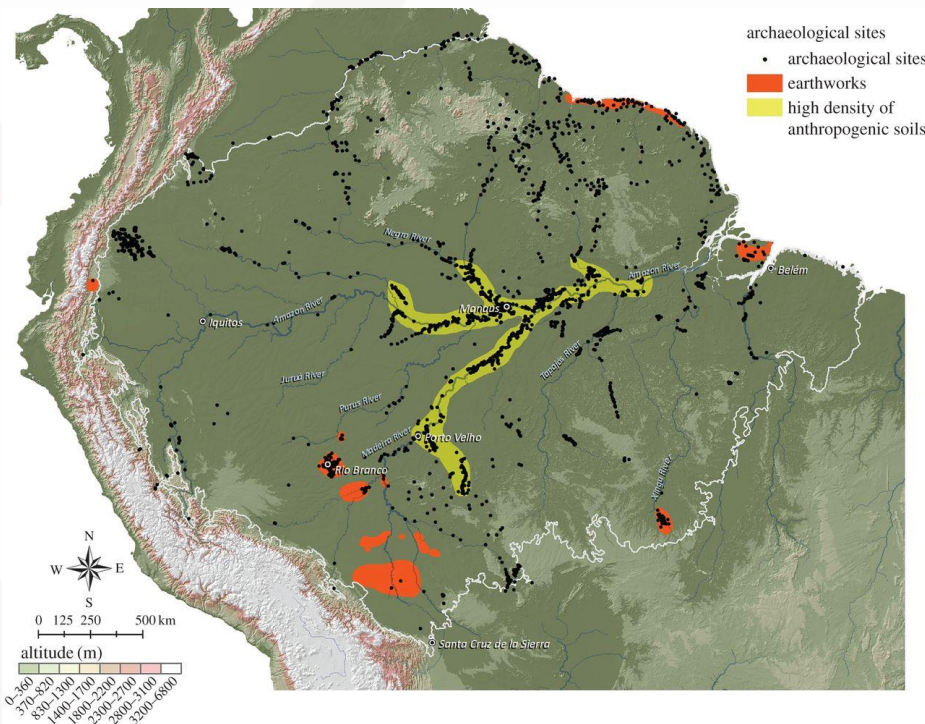 archaeological sites
archaeological sites
earthworks
high density of
anthropogenic soils
Negro River
Amazon River
Belém
Manaus
Amazon River
Iquitos
Tapajós River
Juruá River
Purus River
Madeira River
Porto Velho
Rio Branco
Xingu River
N
W E
S
0 125 250 500 km
Santa Cruz de la Sierra
altitude (m)
0–360
370–820
830–1300
1400–1700
1800–2200
2300–2700
2800–3100
3200–6800